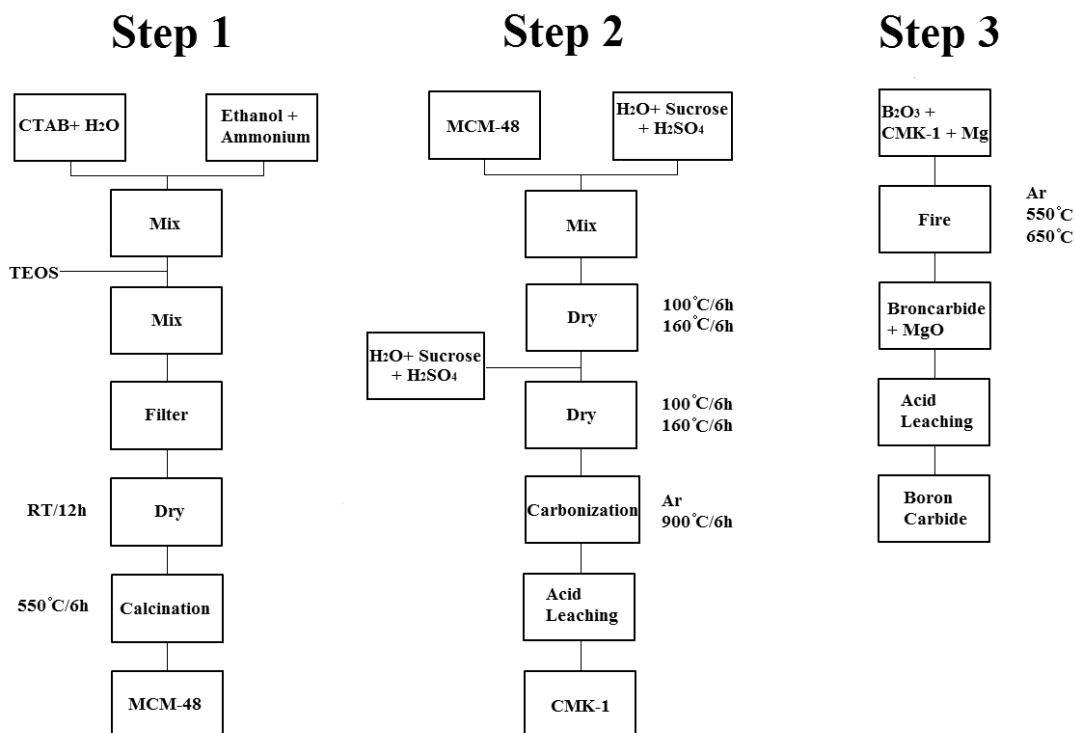 Step 1
CTAB+ H2O
Ethanol +
Ammonium
Mix
TEOS
Mix
Filter
RT/12h
Dry
550°C/6h
Calcination
MCM-48
Step 2
MCM-48
H2O+ Sucrose
+ H2SO4
Mix
Dry
100°C/6h
160°C/6h
H2O+ Sucrose
+ H2SO4
Dry
100°C/6h
160°C/6h
Carbonization
Ar
900°C/6h
Acid
Leaching
CMK-1
Step 3
B2O3 +
CMK-1 + Mg
Fire
Ar
550°C
650°C
Broncarbide
+ MgO
Acid
Leaching
Boron
Carbide